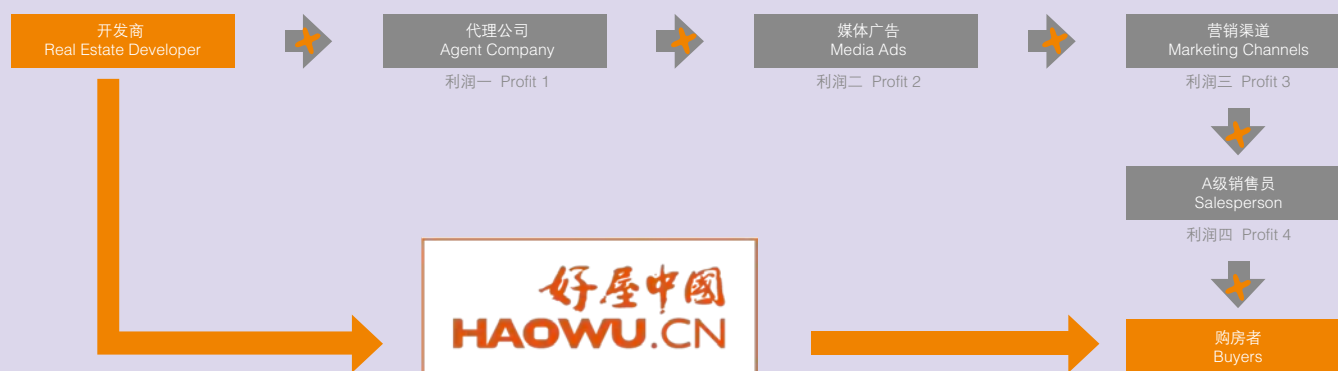 开发商
Real Estate Developer
代理公司
Agent Company
利润一 Profit 1
媒体广告
Media Ads
利润二 Profit 2
营销渠道
Marketing Channels
利润三 Profit 3
A级销售员
Salesperson
利润四 Profit 4
好屋中國
HAOWU.CN
购房者
Buyers